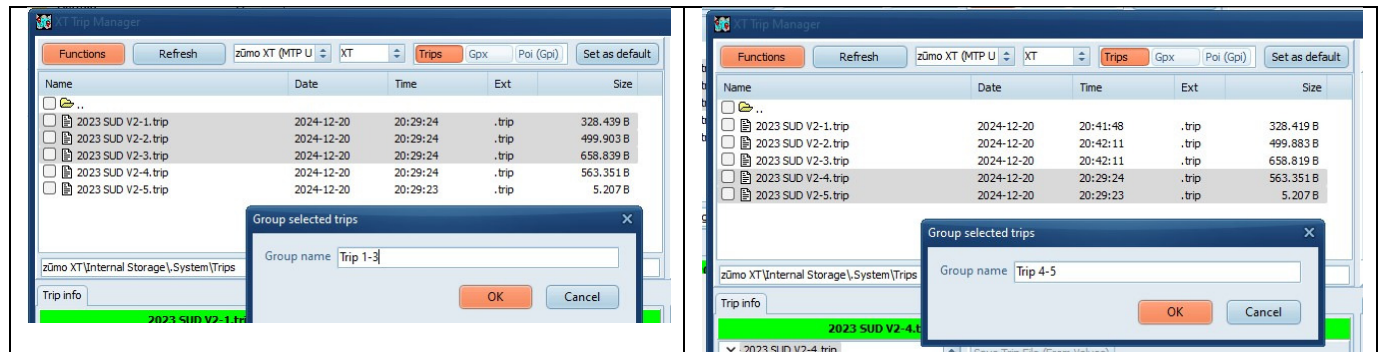 XT Trip Manager
Functions Refresh zūmo XT (MTP U XT Trips Gpx Poi (Gpi) Set as default
Name Date Time Ext Size
..
2023 SUD V2-1.trip 2024-12-20 20:29:24 .trip 328.439 B
2023 SUD V2-2.trip 2024-12-20 20:29:24 .trip 499.903 B
2023 SUD V2-3.trip 2024-12-20 20:29:24 .trip 658.839 B
2023 SUD V2-4.trip 2024-12-20 20:29:24 .trip 563.351 B
2023 SUD V2-5.trip 2024-12-20 20:29:23 .trip 5.207 B
Group selected trips
Group name Trip 1-3
zūmo XT\Internal Storage\.System\Trips
OK Cancel
Trip info
2023 SUD V2-1.tri
XT Trip Manager
Functions Refresh zūmo XT (MTP U XT Trips Gpx Poi (Gpi) Set as default
Name Date Time Ext Size
..
2023 SUD V2-1.trip 2024-12-20 20:41:48 .trip 328.419 B
2023 SUD V2-2.trip 2024-12-20 20:42:11 .trip 499.883 B
2023 SUD V2-3.trip 2024-12-20 20:42:11 .trip 658.819 B
2023 SUD V2-4.trip 2024-12-20 20:29:24 .trip 563.351 B
2023 SUD V2-5.trip 2024-12-20 20:29:23 .trip 5.207 B
Group selected trips
Group name Trip 4-5
zūmo XT\Internal Storage\.System\Trips
OK Cancel
Trip info
2023 SUD V2-4.t
2023 SUD V2-4.trip Save Trip File (From Values)